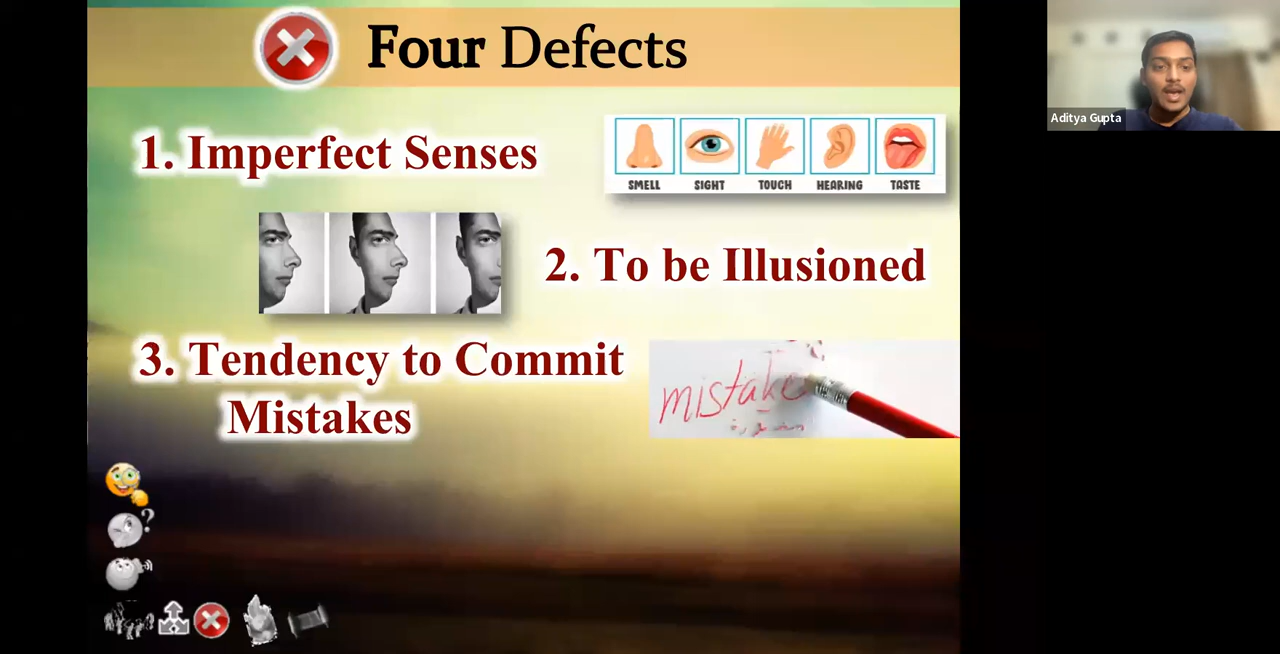 Four Defects
Aditya Gupta
1. Imperfect Senses
SMELL SIGHT TOUCH HEARING TASTE
2. To be Illusioned
3. Tendency to Commit
Mistakes
mistake
?